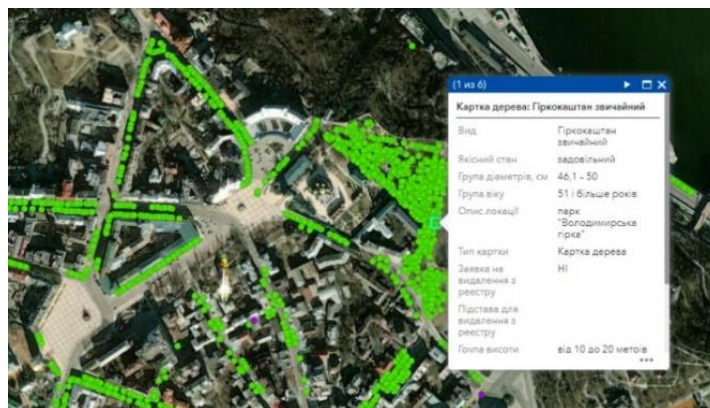 (1 из 6)
Картка дерева: Гіркокаштан звичайний
Вид Гіркокаштан
звичайний
Якісний стан задовільний
Група діаметрів, см 46,1 - 50
Група віку 51 і більше років
Опис локації парк
"Володимирська
гірка"
Тип картки Картка дерева
Заявка на НІ
видалення з
реєстру
Підстава для
видалення з
реєстру
Група висоти від 10 до 20 метрів